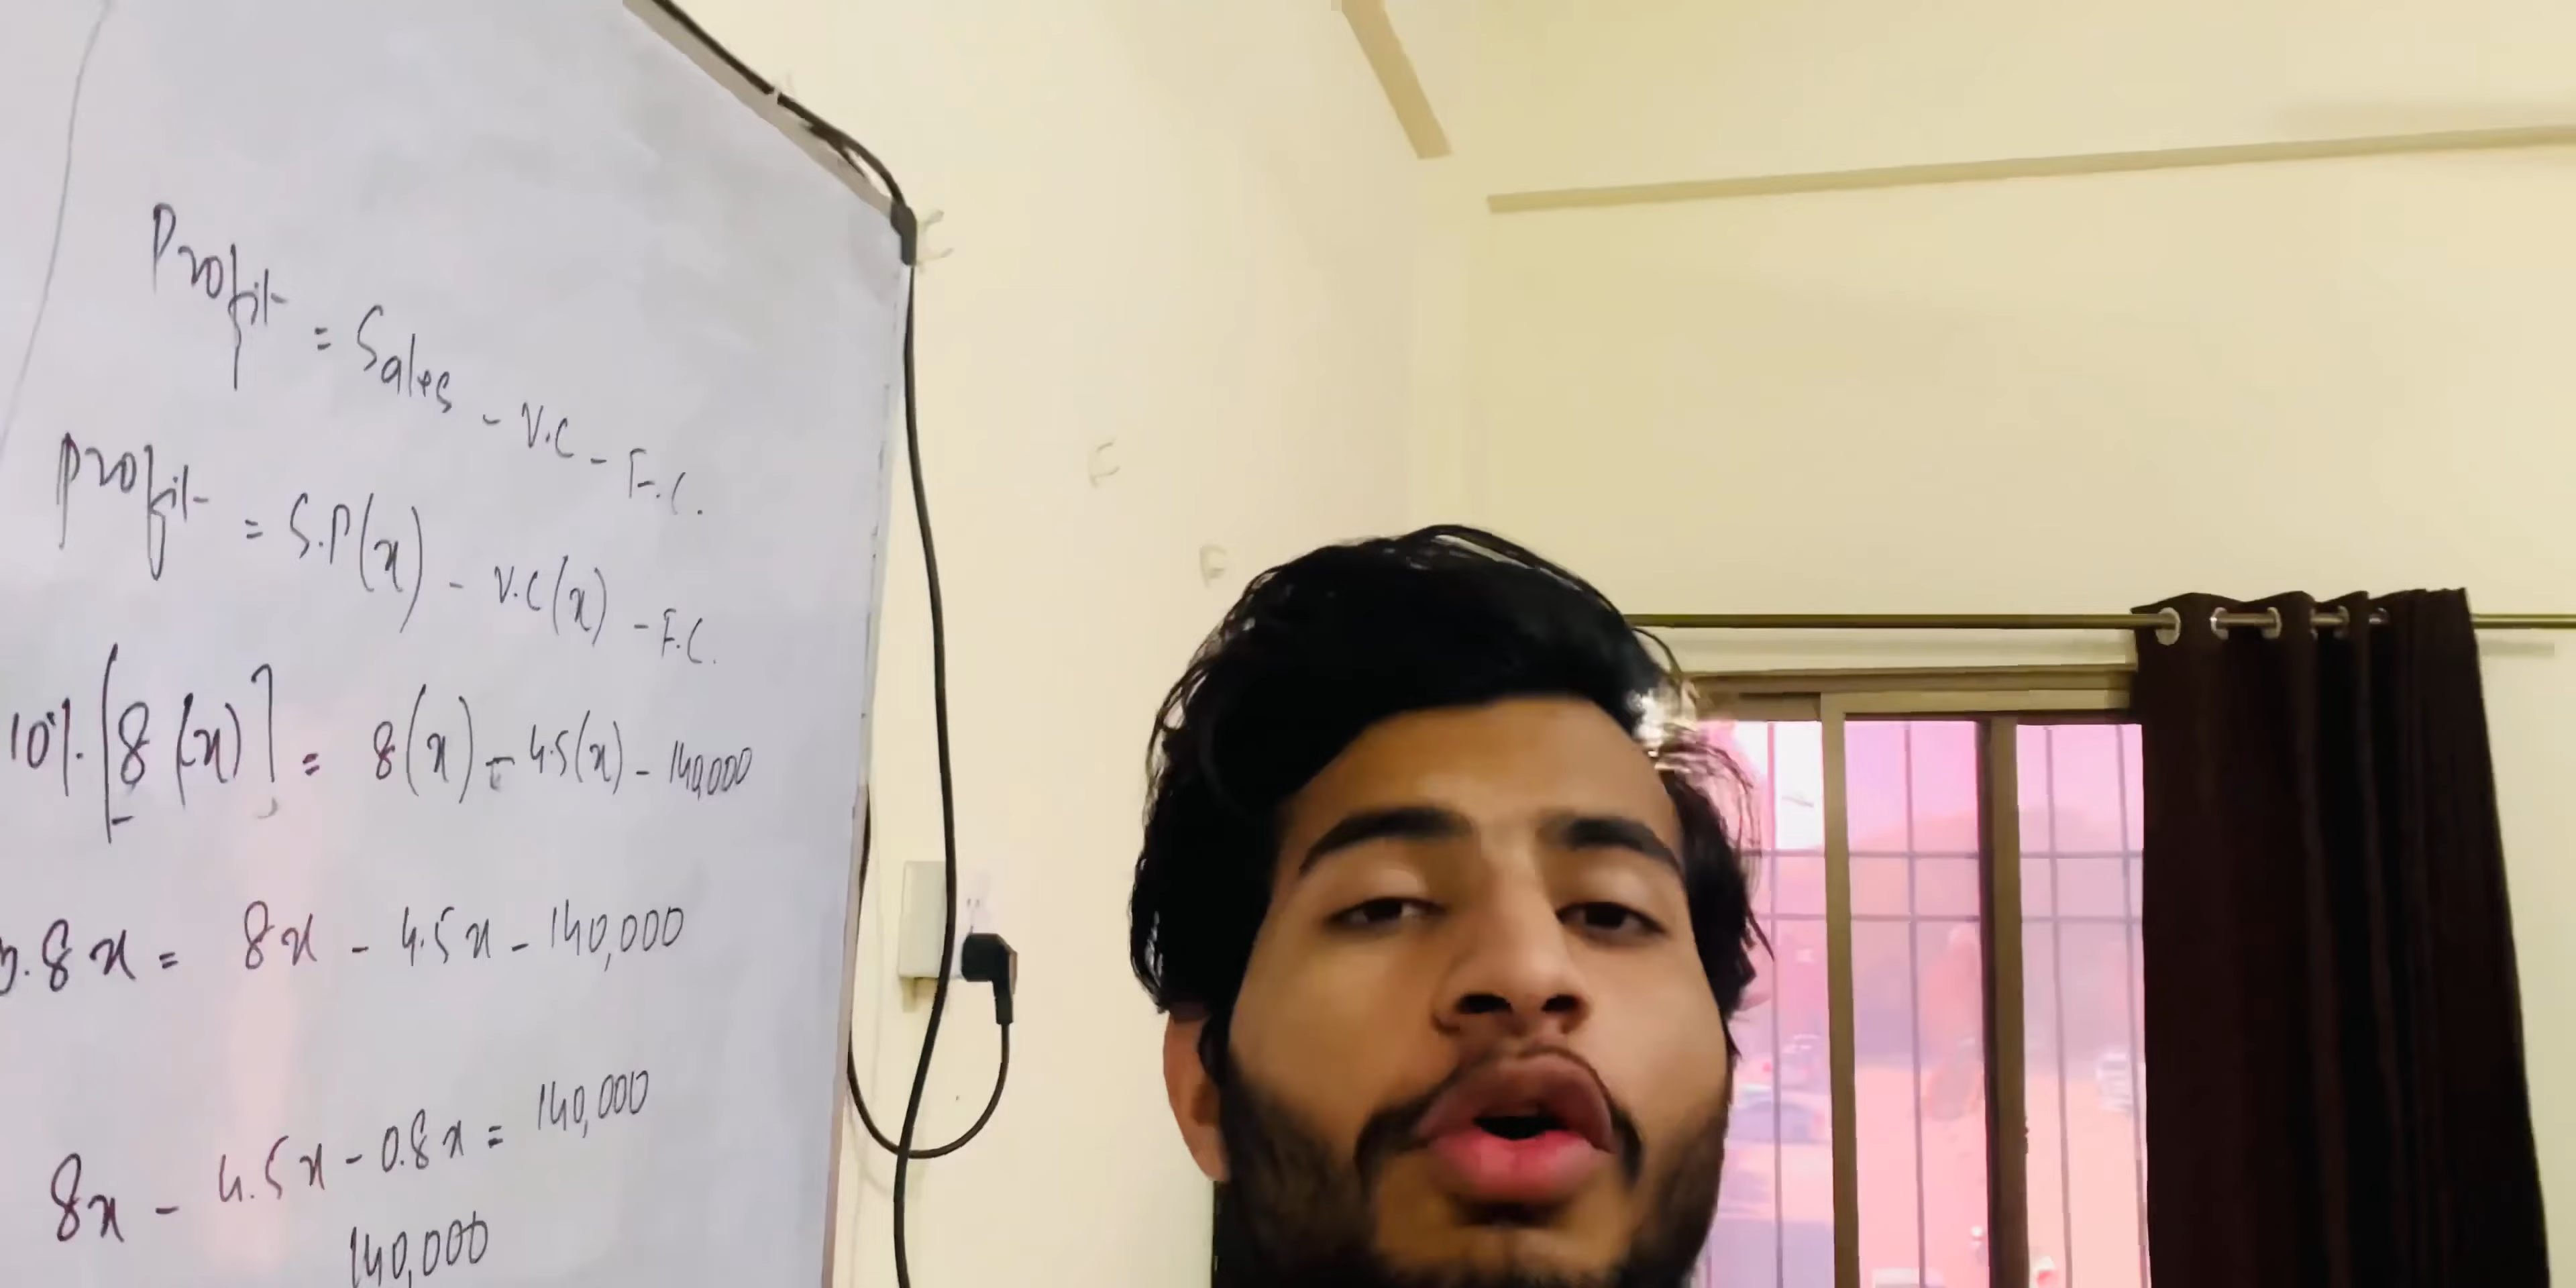 Profit = Sales - V.C - F.C.
Profit = S.P(x) - V.C(x) - F.C.
10%[8(x)] = 8(x) - 4.5(x) - 140,000
0.8x = 8x - 4.5x - 140,000
8x - 4.5x - 0.8x = 140,000
140,000